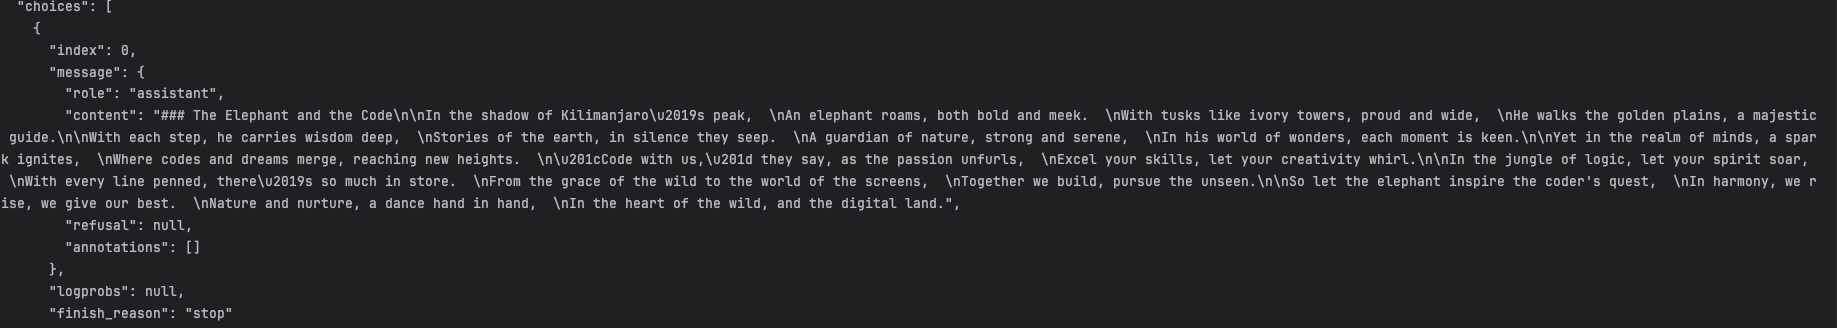 "choices": [
{
"index": 0,
"message": {
"role": "assistant",
"content": "### The Elephant and the Code\n\nIn the shadow of Kilimanjaro\u2019s peak,  \nAn elephant roams, both bold and meek.  \nWith tusks like ivory towers, proud and wide,  \nHe walks the golden plains, a majestic
guide.\n\nWith each step, he carries wisdom deep,  \nStories of the earth, in silence they seep.  \nA guardian of nature, strong and serene,  \nIn his world of wonders, each moment is keen.\n\nYet in the realm of minds, a spar
k ignites,  \nWhere codes and dreams merge, reaching new heights.  \n\u201cCode with us,\u201d they say, as the passion unfurls,  \nExcel your skills, let your creativity whirl.\n\nIn the jungle of logic, let your spirit soar,
\nWith every line penned, there\u2019s so much in store.  \nFrom the grace of the wild to the world of the screens,  \nTogether we build, pursue the unseen.\n\nSo let the elephant inspire the coder's quest,  \nIn harmony, we r
ise, we give our best.  \nNature and nurture, a dance hand in hand,  \nIn the heart of the wild, and the digital land.",
"refusal": null,
"annotations": []
},
"logprobs": null,
"finish_reason": "stop"